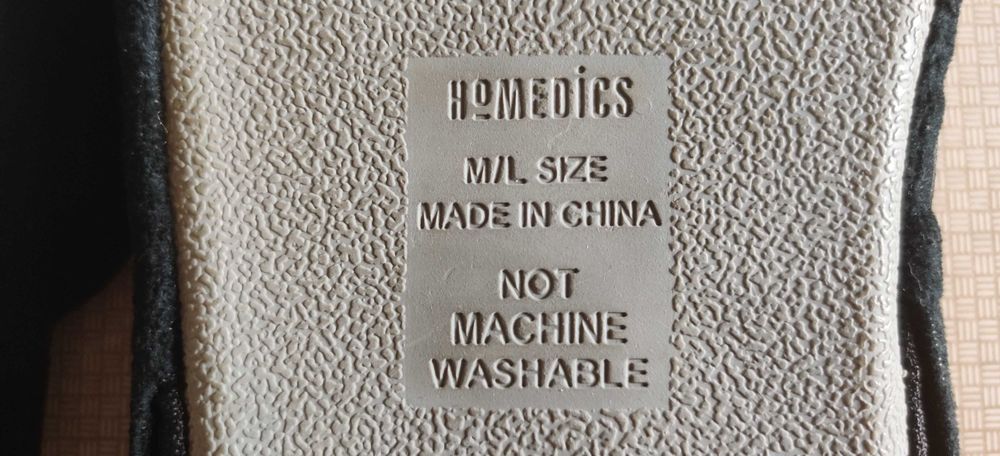 HoMEDiCS
M/L SIZE
MADE IN CHINA
NOT
MACHINE
WASHABLE